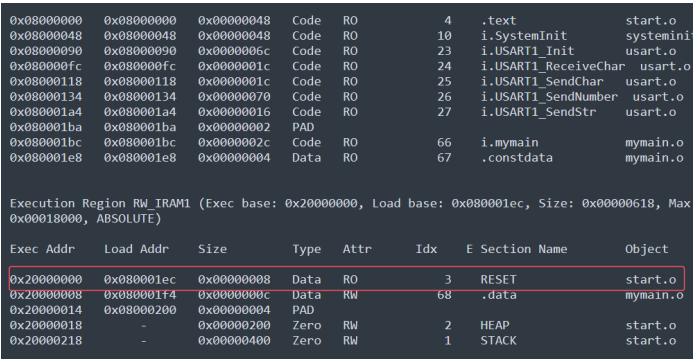 0x08000000 0x08000000 0x00000048 Code RO 4 .text start.o
0x08000048 0x08000048 0x00000048 Code RO 10 i.SystemInit systeminit
0x08000090 0x08000090 0x0000006c Code RO 23 i.USART1_Init usart.o
0x080000fc 0x080000fc 0x0000001c Code RO 24 i.USART1_ReceiveChar usart.o
0x08000118 0x08000118 0x0000001c Code RO 25 i.USART1_SendChar usart.o
0x08000134 0x08000134 0x00000070 Code RO 26 i.USART1_SendNumber usart.o
0x080001a4 0x080001a4 0x00000016 Code RO 27 i.USART1_SendStr usart.o
0x080001ba 0x080001ba 0x00000002 PAD
0x080001bc 0x080001bc 0x0000002c Code RO 66 i.mymain mymain.o
0x080001e8 0x080001e8 0x00000004 Data RO 67 .constdata mymain.o
Execution Region RW_IRAM1 (Exec base: 0x20000000, Load base: 0x080001ec, Size: 0x00000618, Max
0x00018000, ABSOLUTE)
Exec Addr Load Addr Size Type Attr Idx E Section Name Object
0x20000000 0x080001ec 0x00000008 Data RO 3 RESET start.o
0x20000008 0x080001f4 0x0000000c Data RW 68 .data mymain.o
0x20000014 0x08000200 0x00000004 PAD
0x20000018 - 0x00000200 Zero RW 2 HEAP start.o
0x20000218 - 0x00000400 Zero RW 1 STACK start.o